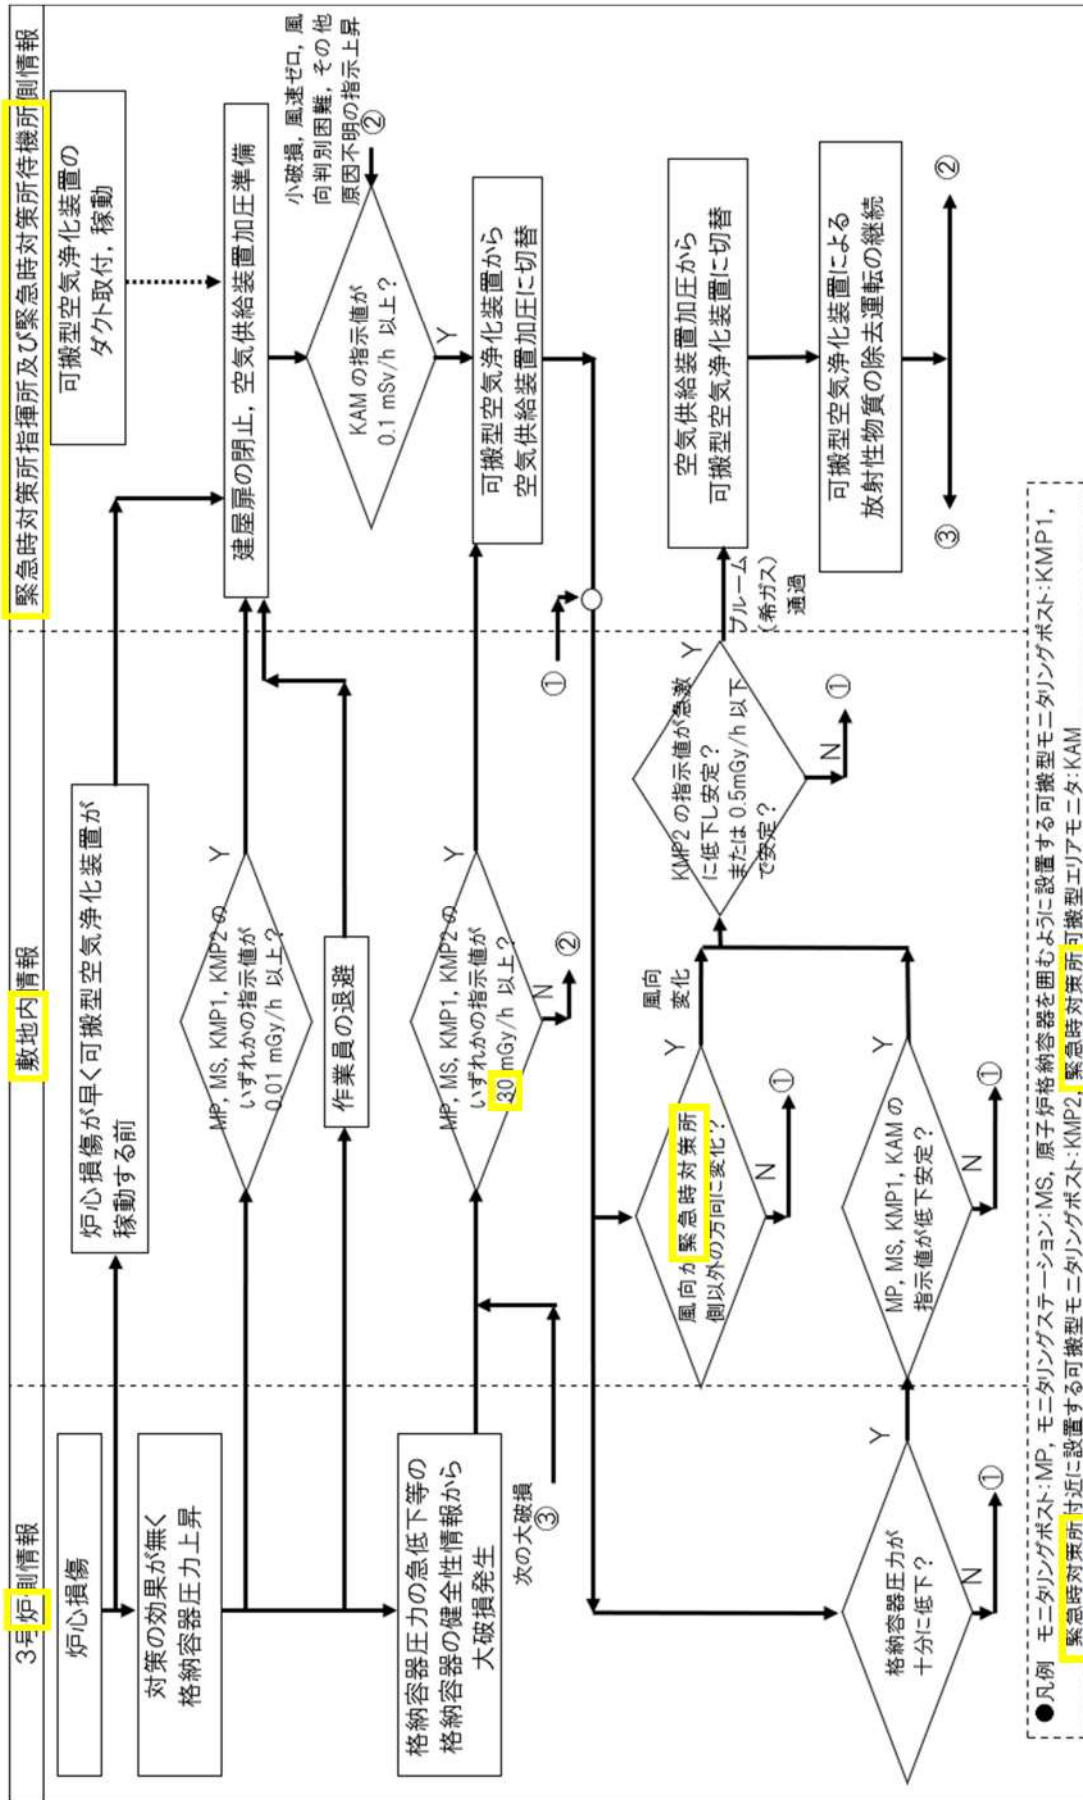 3号炉側情報
敷地内情報
緊急時対策所指揮所及び緊急時対策所待機所側情報
炉心損傷
対策の効果が無く
格納容器圧力上昇
格納容器圧力の急低下等の
格納容器の健全性情報から
大破損発生
次の大破損
③
格納容器圧力が
十分に低下？
Y
N
①
炉心損傷が早く可搬型空気浄化装置が
稼動する前
MP, MS, KMP1, KMP2の
いずれかの指示値が
0.01 mGy/h 以上？
Y
作業員の退避
MP, MS, KMP1, KMP2の
いずれかの指示値が
30 mGy/h 以上？
Y
N
②
風向が緊急時対策所
側以外の方向に変化？
Y
風向
変化
N
①
MP, MS, KMP1, KAM の
指示値が低下安定？
Y
N
①
KMP2 の指示値が急激
に低下し安定？
または 0.5mGy/h 以下
で安定？
Y
N
①
プルーム
（希ガス）
通過
可搬型空気浄化装置の
ダクト取付，稼動
建屋扉の閉止，空気供給装置加圧準備
小破損，風速ゼロ，風
向判別困難，その他
原因不明の指示上昇
②
KAM の指示値が
0.1 mSv/h 以上？
Y
可搬型空気浄化装置から
空気供給装置加圧に切替
①
空気供給装置加圧から
可搬型空気浄化装置に切替
可搬型空気浄化装置による
放射性物質の除去運転の継続
③
②
●凡例　モニタリングポスト：MP，モニタリングステーション：MS，原子炉格納容器を囲むように設置する可搬型モニタリングポスト：KMP1，
緊急時対策所付近に設置する可搬型モニタリングポスト：KMP2，緊急時対策所可搬型エリアモニタ：KAM